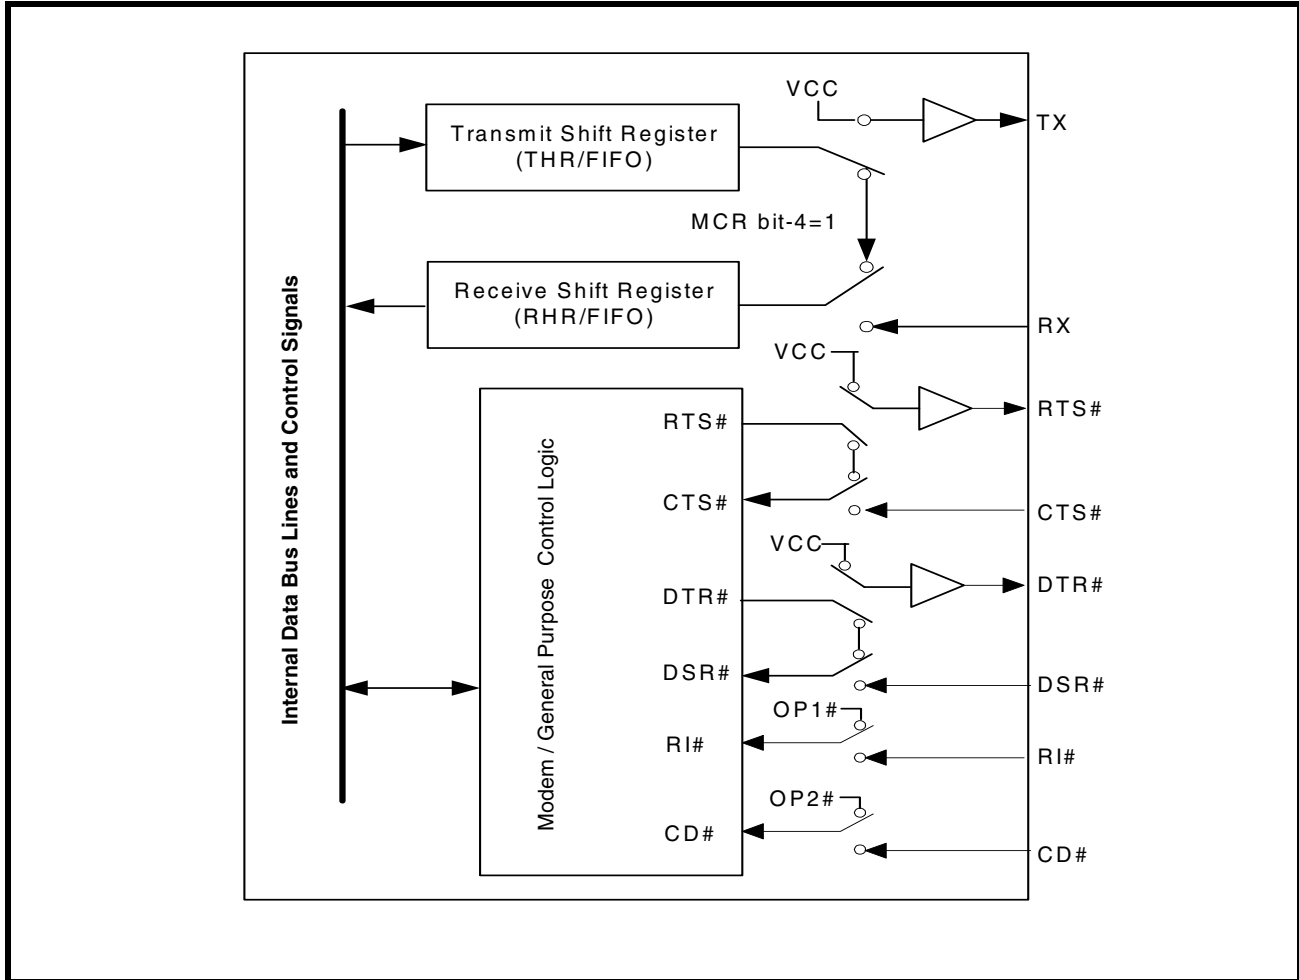 VCC
TX
Transmit Shift Register
(THR/FIFO)
MCR bit-4=1
Receive Shift Register
(RHR/FIFO)
RX
VCC
RTS#
RTS#
CTS#
CTS#
VCC
DTR#
DTR#
DSR#
DSR#
OP1#
RI#
RI#
OP2#
CD#
CD#
Internal Data Bus Lines and Control Signals
Modem / General Purpose Control Logic